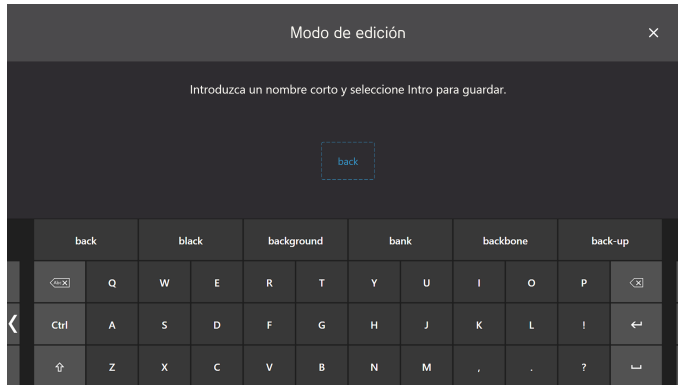 Modo de edición ×
Introduzca un nombre corto y seleccione Intro para guardar.
back
back black background bank backbone back-up
Abc Q W E R T Y U I O P
Ctrl A S D F G H J K L !
Z X C V B N M , . ?